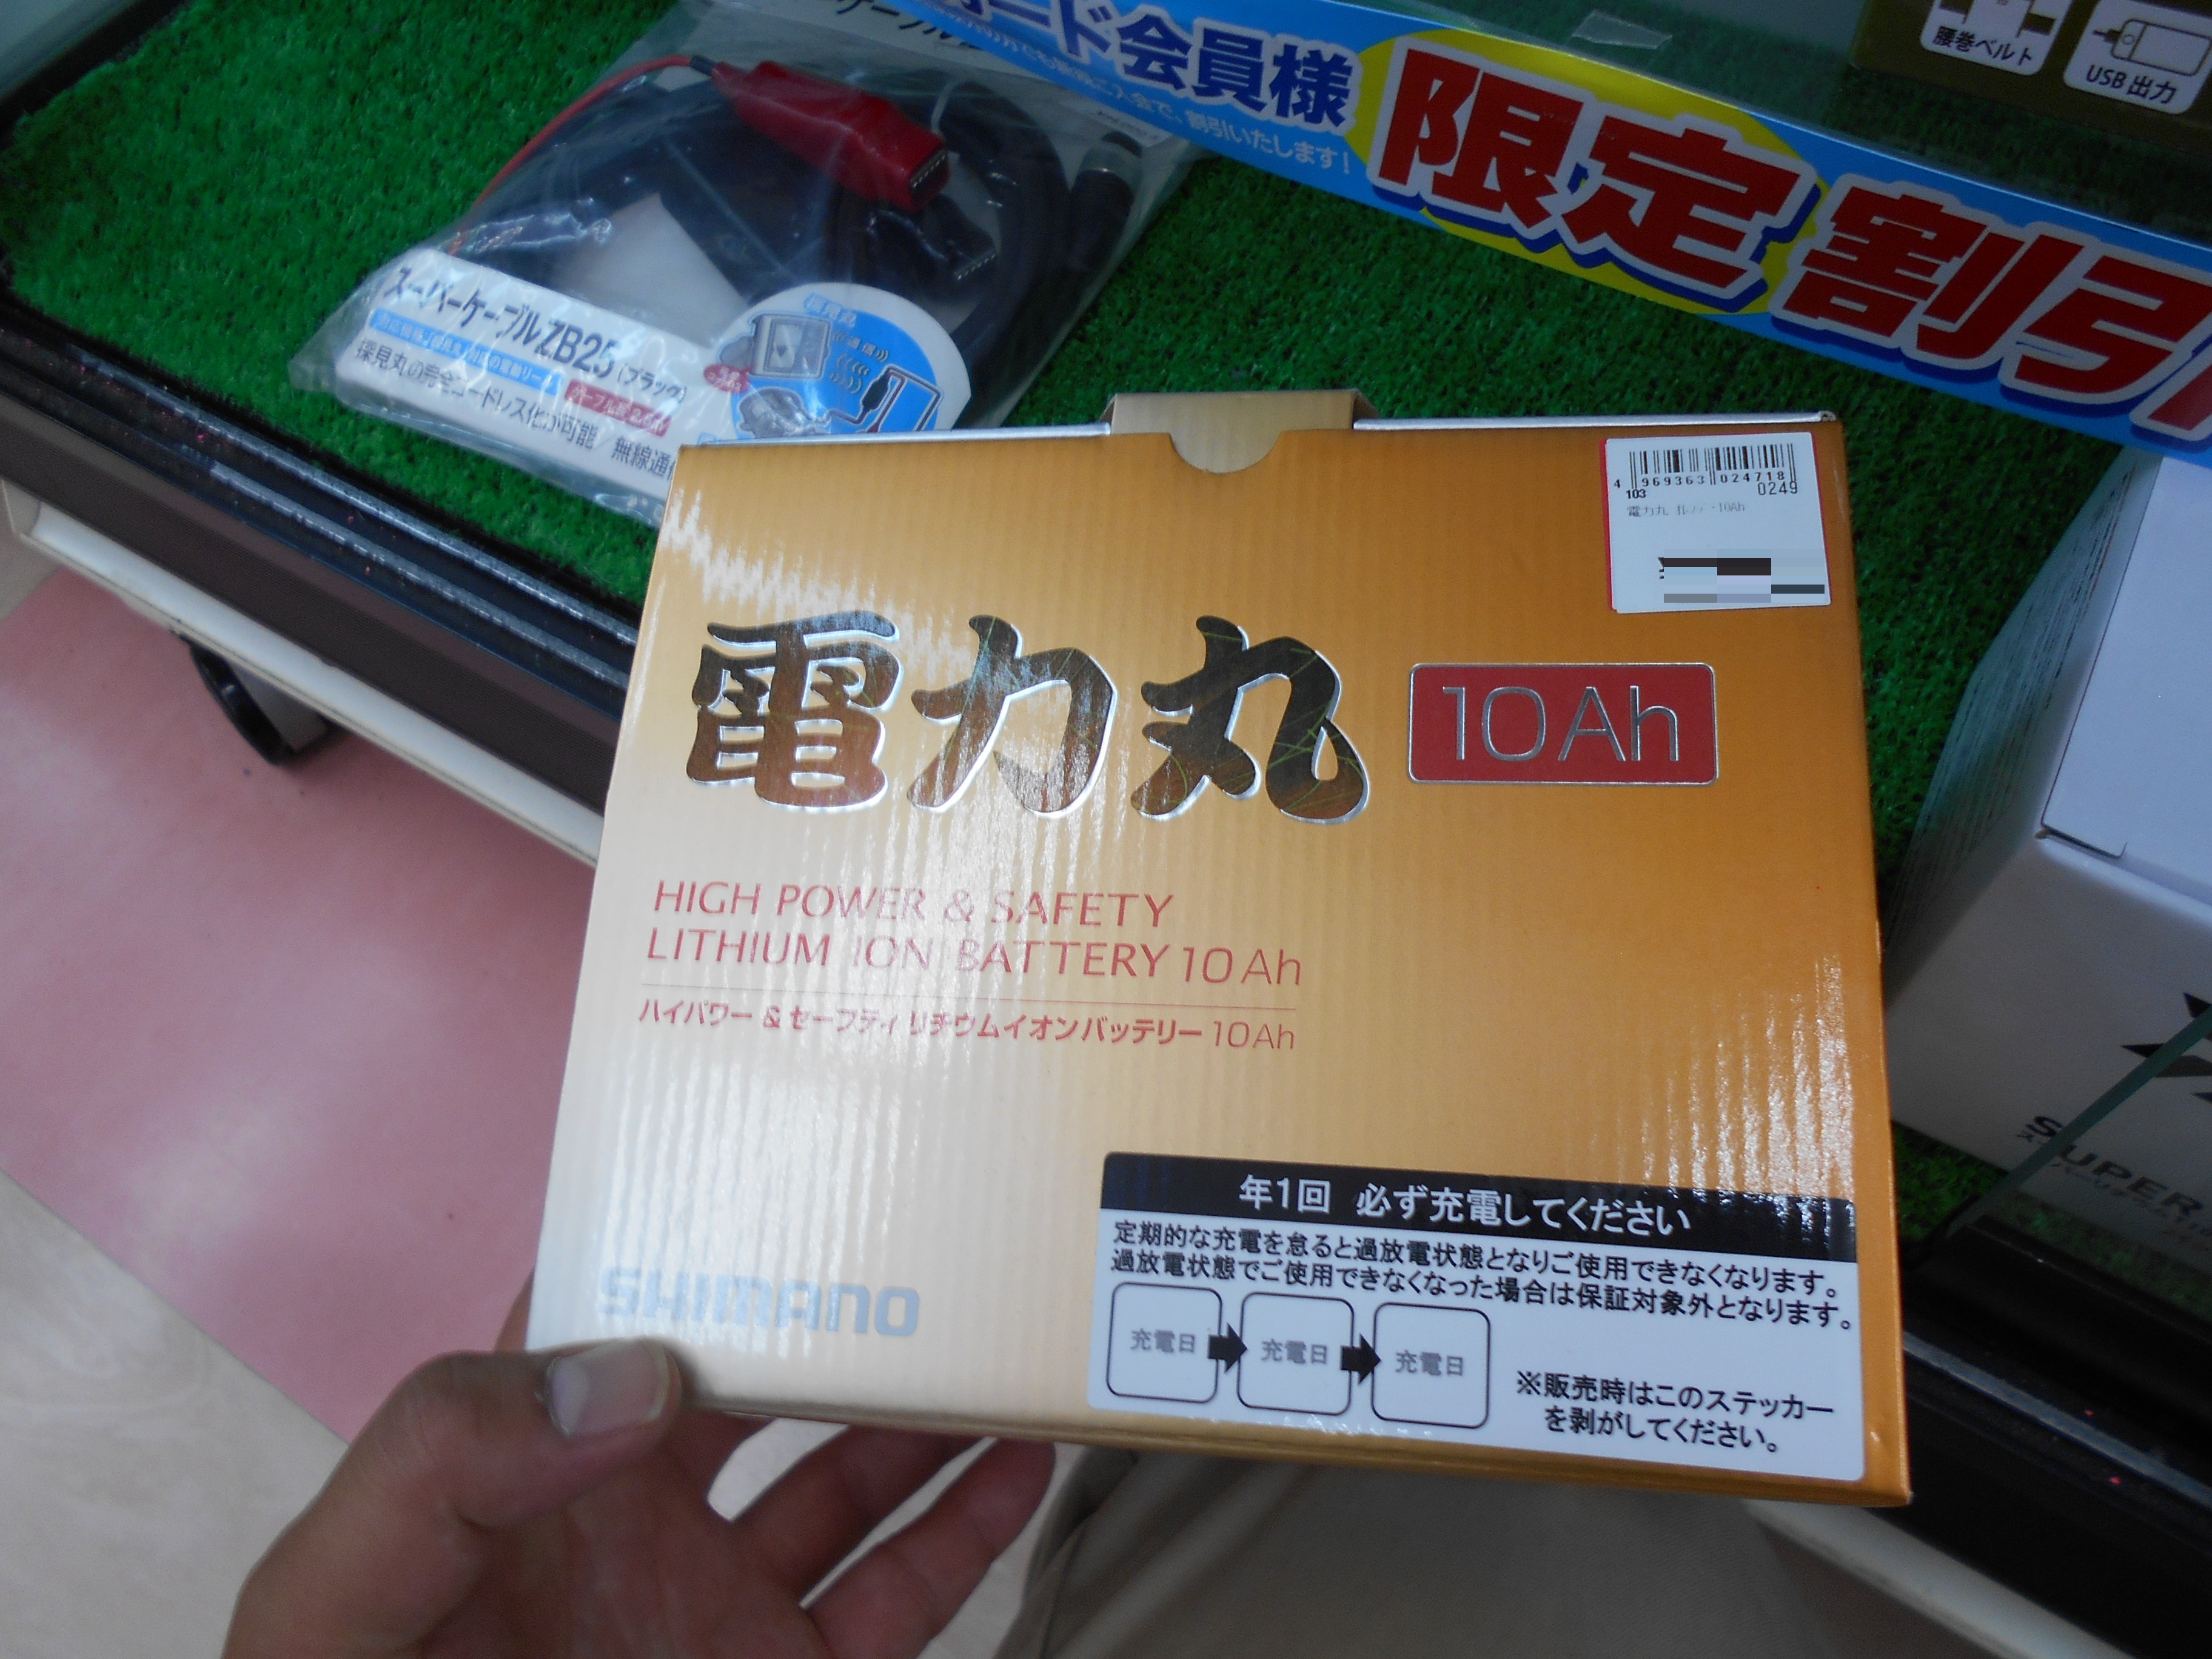 ード会員様
限定割引
割引いたします！
腰巻ベルト
USB出力
スーパーケーブルZB25(ブラック)
探見丸の完全コードレス化が可能／無線通
4 969363 024718
103
0249
電力丸
10Ah
電力丸
10Ah
HIGH POWER & SAFETY
LITHIUM ION BATTERY 10Ah
ハイパワー & セーフティ リチウムイオンバッテリー 10Ah
SHIMANO
年1回 必ず充電してください
定期的な充電を怠ると過放電状態となりご使用できなくなります。
過放電状態でご使用できなくなった場合は保証対象外となります。
充電日
充電日
充電日
※販売時はこのステッカー
を剥がしてください。
SUPER